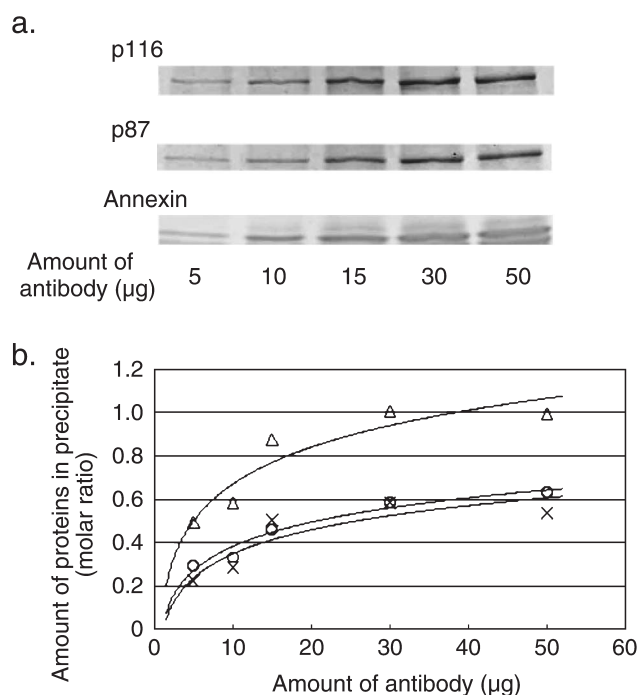 a.
p116
p87
Annexin
Amount of antibody (µg)
5 10 15 30 50
b.
Amount of proteins in precipitate
(molar ratio)
1.2
1.0
0.8
0.6
0.4
0.2
0
0 10 20 30 40 50 60
Amount of antibody (µg)